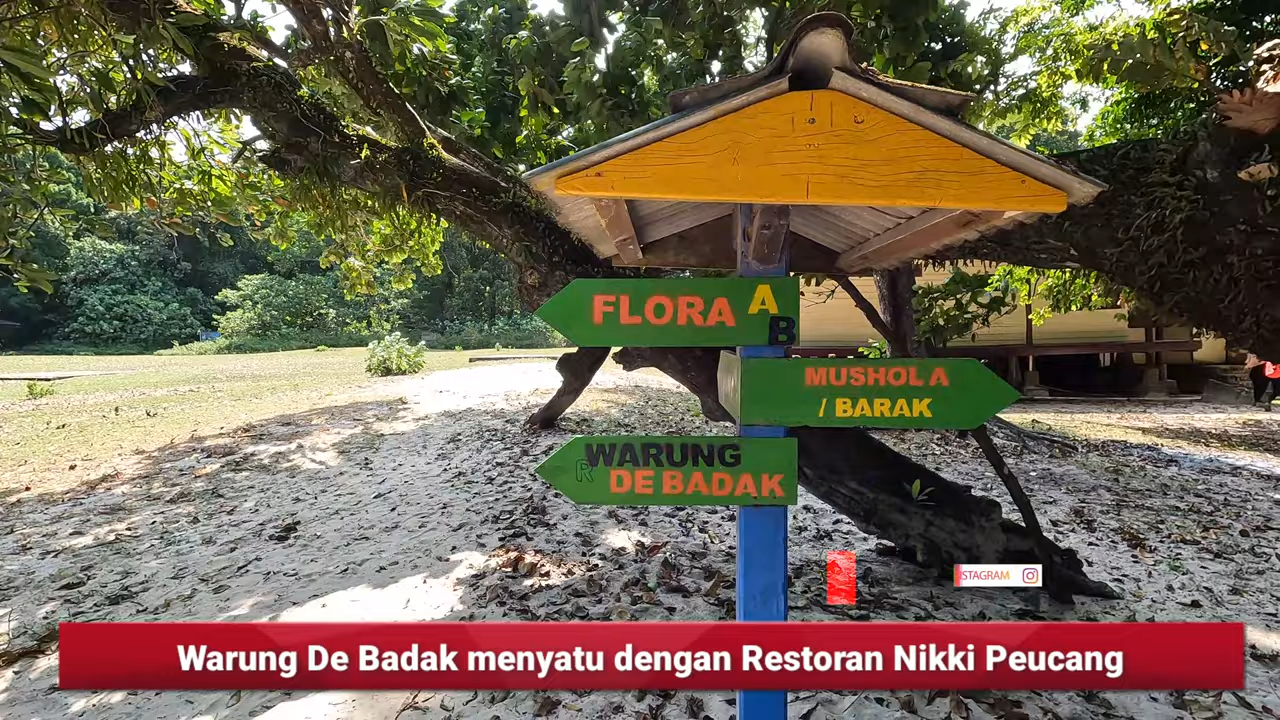 FLORA A
B
MUSHOLA
/ BARAK
R WARUNG
DE BADAK
STAGRAM
Warung De Badak menyatu dengan Restoran Nikki Peucang